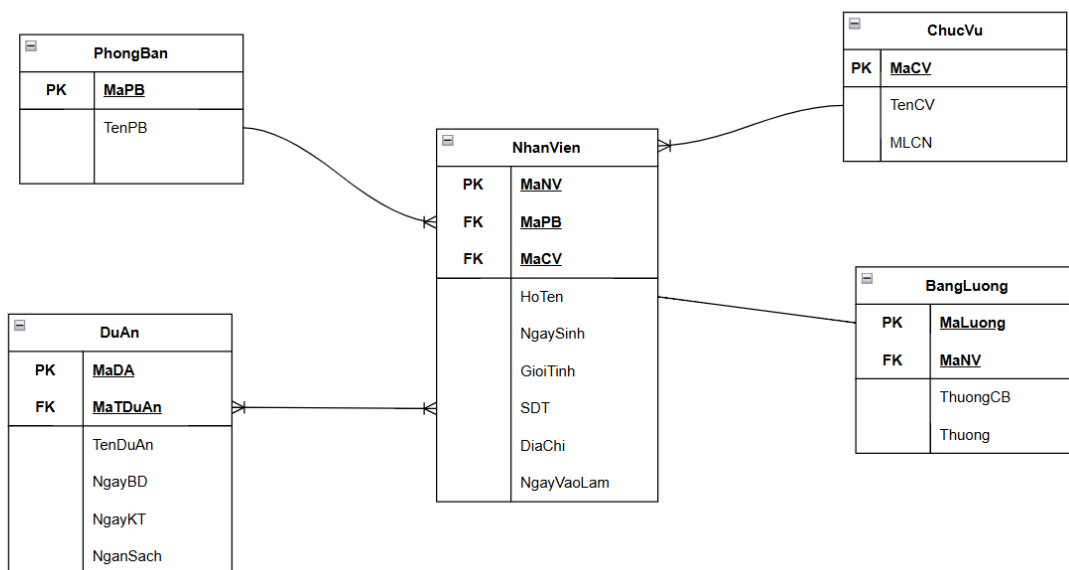 PhongBan
PK MaPB
TenPB
ChucVu
PK MaCV
TenCV
MLCN
NhanVien
PK MaNV
FK MaPB
FK MaCV
HoTen
NgaySinh
GioiTinh
SDT
DiaChi
NgayVaoLam
BangLuong
PK MaLuong
FK MaNV
ThuongCB
Thuong
DuAn
PK MaDA
FK MaTDuAn
TenDuAn
NgayBD
NgayKT
NganSach